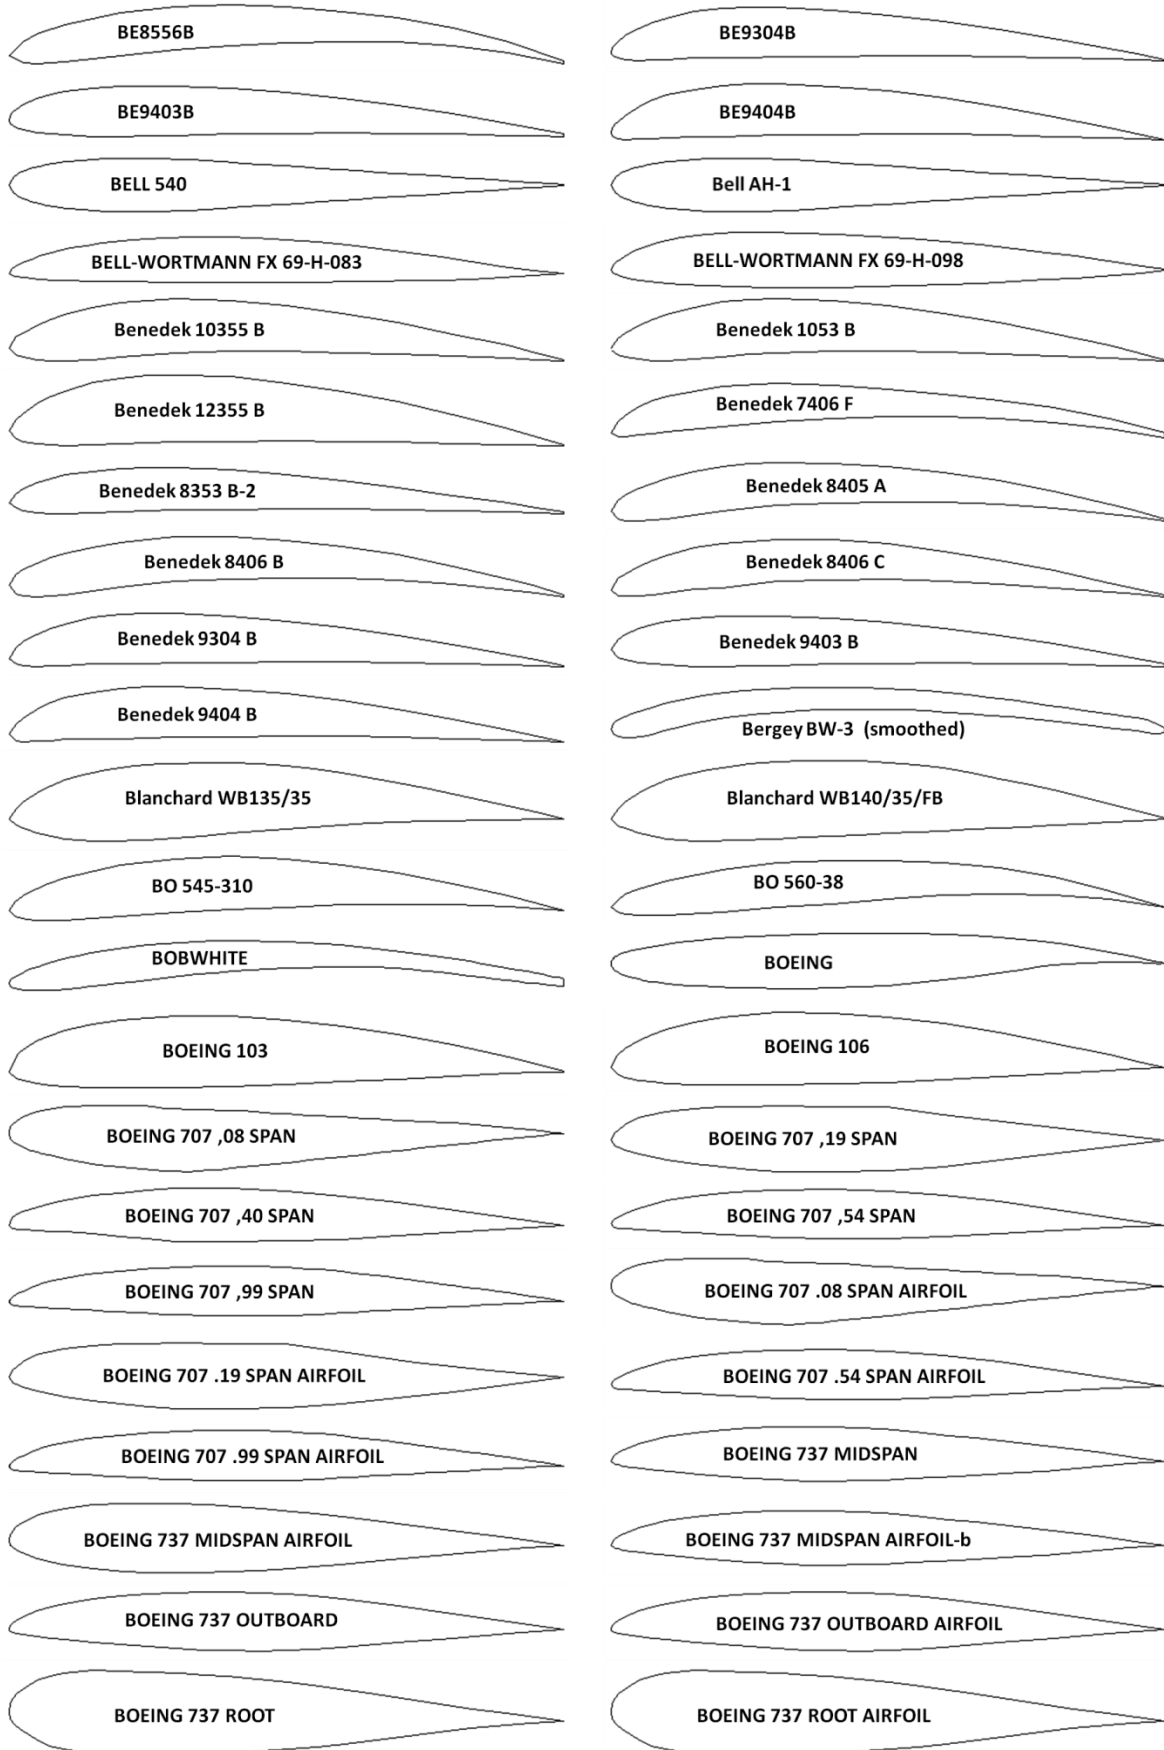 BE8556B
BE9304B
BE9403B
BE9404B
BELL 540
Bell AH-1
BELL-WORTMANN FX 69-H-083
BELL-WORTMANN FX 69-H-098
Benedek 10355 B
Benedek 1053 B
Benedek 12355 B
Benedek 7406 F
Benedek 8353 B-2
Benedek 8405 A
Benedek 8406 B
Benedek 8406 C
Benedek 9304 B
Benedek 9403 B
Benedek 9404 B
Bergey BW-3 (smoothed)
Blanchard WB135/35
Blanchard WB140/35/FB
BO 545-310
BO 560-38
BOBWHITE
BOEING
BOEING 103
BOEING 106
BOEING 707 ,08 SPAN
BOEING 707 ,19 SPAN
BOEING 707 ,40 SPAN
BOEING 707 ,54 SPAN
BOEING 707 ,99 SPAN
BOEING 707 .08 SPAN AIRFOIL
BOEING 707 .19 SPAN AIRFOIL
BOEING 707 .54 SPAN AIRFOIL
BOEING 707 .99 SPAN AIRFOIL
BOEING 737 MIDSPAN
BOEING 737 MIDSPAN AIRFOIL
BOEING 737 MIDSPAN AIRFOIL-b
BOEING 737 OUTBOARD
BOEING 737 OUTBOARD AIRFOIL
BOEING 737 ROOT
BOEING 737 ROOT AIRFOIL